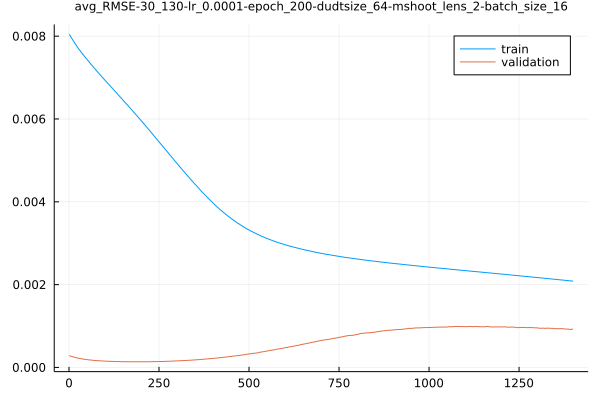 avg_RMSE-30_130-lr_0.0001-epoch_200-dudtsize_64-mshoot_lens_2-batch_size_16
0.008
train
validation
0.006
0.004
0.002
0.000
0 250 500 750 1000 1250